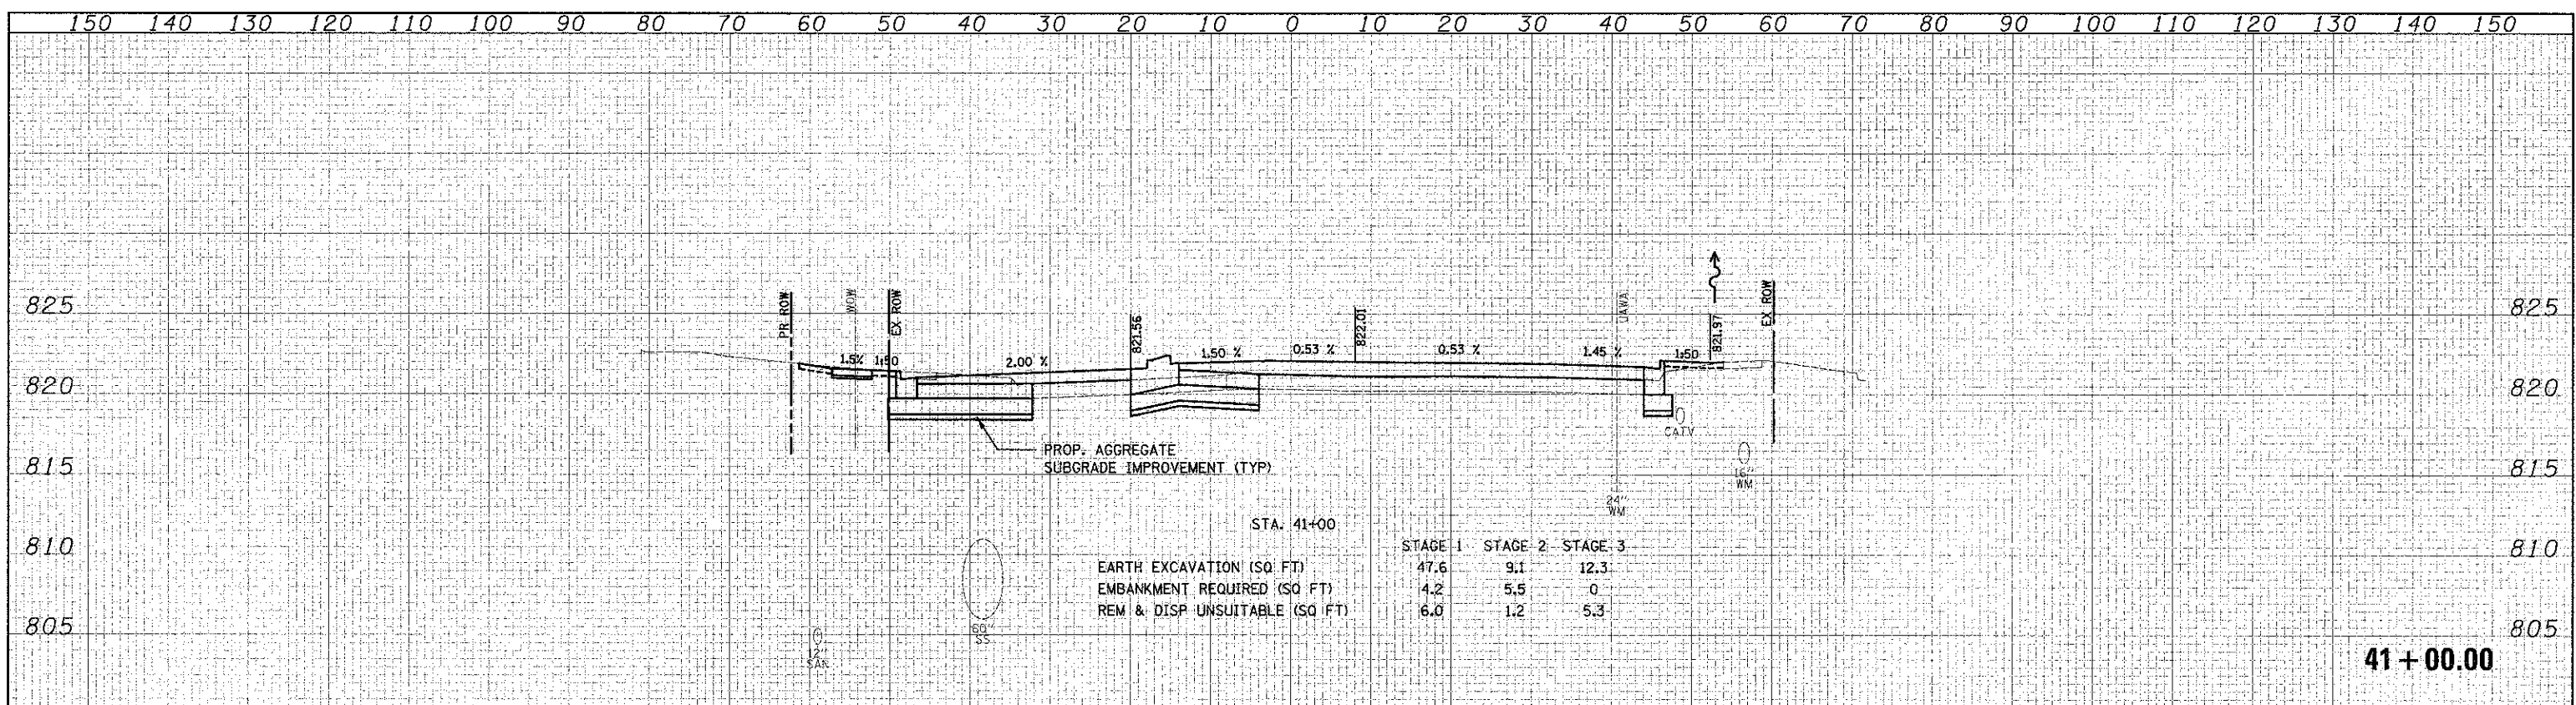 150 140 130 120 110 100 90 80 70 60 50 40 30 20 10 0 10 20 30 40 50 60 70 80 90 100 110 120 130 140 150
825 825
PR ROW
WOW
EX ROW
821.56
822.01
UAWA
821.97
EX ROW
1.5% 1:50 2.00 % 1.50 % 0.53 % 0.53 % 1.45 % 1:50
820 820
CATV
PROP. AGGREGATE
SUBGRADE IMPROVEMENT (TYP)
815 815
16"
WM
24"
WM
STA. 41+00
810 810
STAGE 1 STAGE 2 STAGE 3
EARTH EXCAVATION (SQ FT) 47.6 9.1 12.3
EMBANKMENT REQUIRED (SQ FT) 4.2 5.5 0
REM & DISP UNSUITABLE (SQ FT) 6.0 1.2 5.3
805 805
60"
SS
12"
SAN
41+00.00